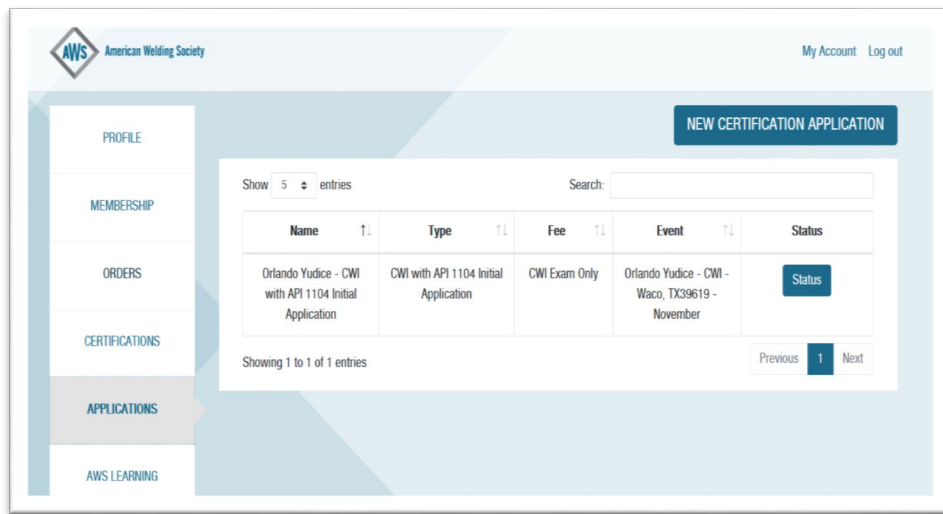 AWS American Welding Society
My Account Log out
PROFILE
MEMBERSHIP
ORDERS
CERTIFICATIONS
APPLICATIONS
AWS LEARNING
NEW CERTIFICATION APPLICATION
Show 5 entries
Search:
Name Type Fee Event Status
Orlando Yudice - CWI CWI with API 1104 Initial CWI Exam Only Orlando Yudice - CWI - Status
with API 1104 Initial Application Waco, TX39619 -
Application November
Showing 1 to 1 of 1 entries
Previous 1 Next